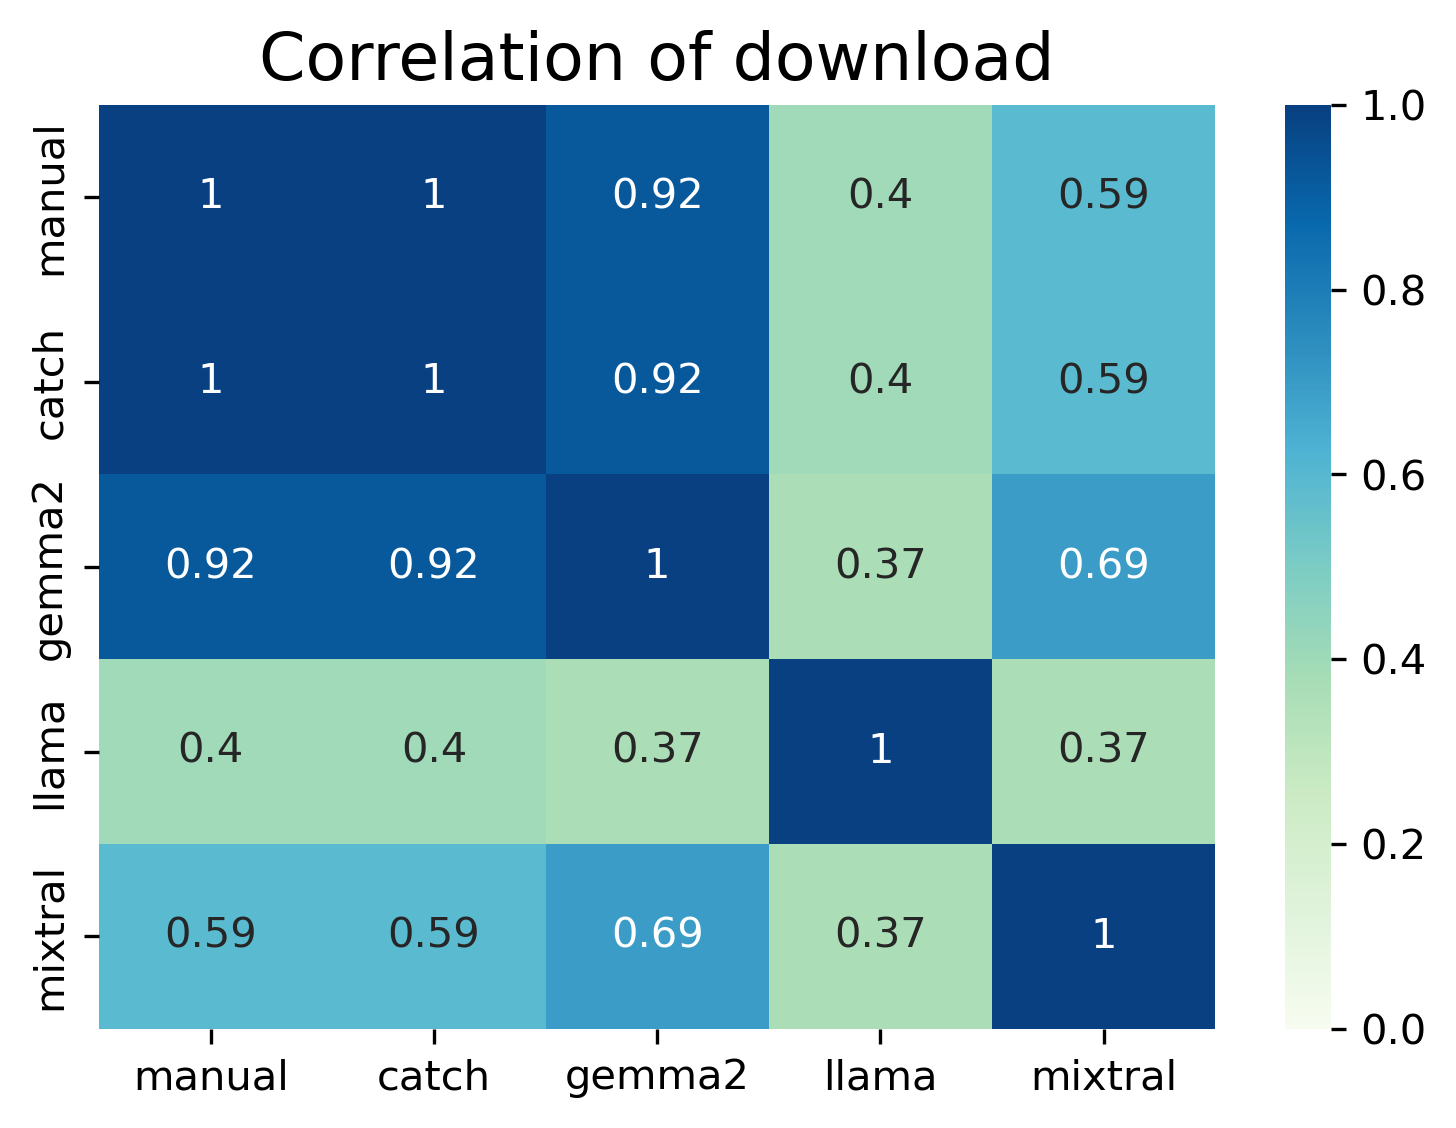 Correlation of download
manual 1 1 0.92 0.4 0.59
catch 1 1 0.92 0.4 0.59
gemma2 0.92 0.92 1 0.37 0.69
llama 0.4 0.4 0.37 1 0.37
mixtral 0.59 0.59 0.69 0.37 1
manual catch gemma2 llama mixtral
1.0
0.8
0.6
0.4
0.2
0.0